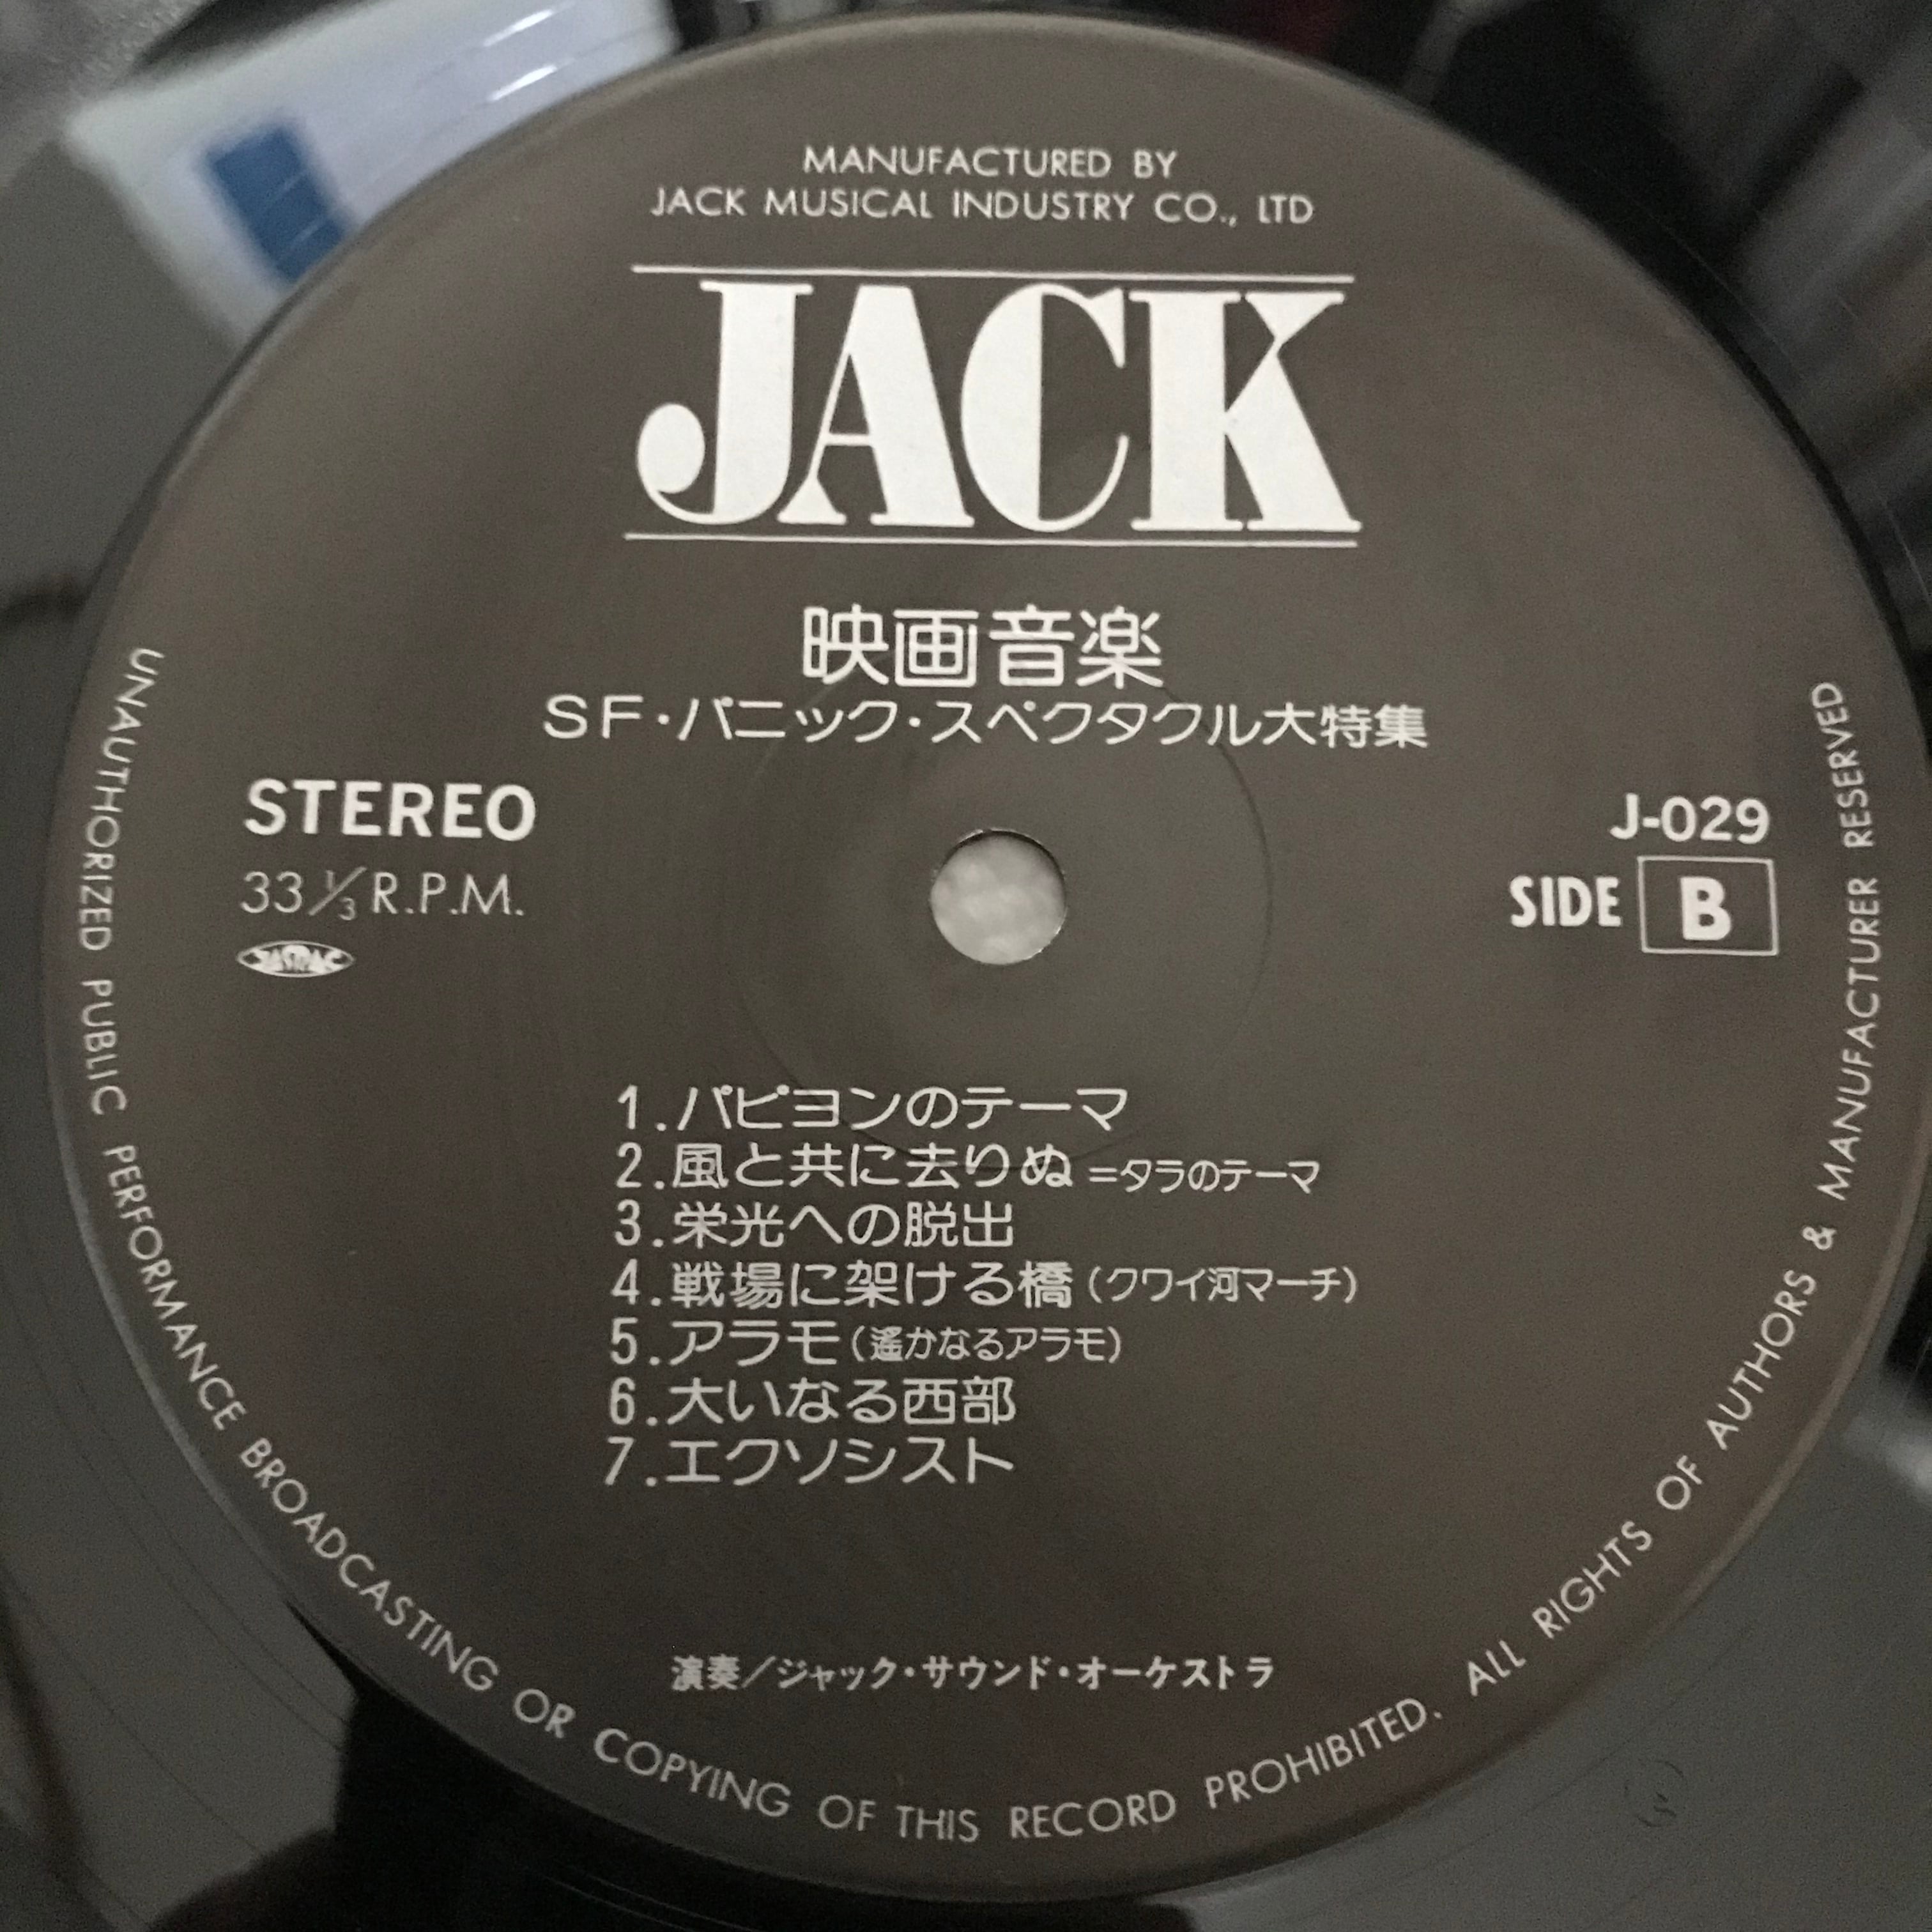 MANUFACTURED BY
JACK MUSICAL INDUSTRY CO., LTD
JACK
映画音楽
SF・パニック・スペクタクル大特集
STEREO
33 1/3 R.P.M.
JASRAC
J-029
SIDE B
1.パピヨンのテーマ
2.風と共に去りぬ=タラのテーマ
3.栄光への脱出
4.戦場に架ける橋(クワイ河マーチ)
5.アラモ(遙かなるアラモ)
6.大いなる西部
7.エクソシスト
演奏/ジャック・サウンド・オーケストラ
UNAUTHORIZED PUBLIC PERFORMANCE BROADCASTING OR COPYING OF THIS RECORD PROHIBITED. ALL RIGHTS OF AUTHORS & MANUFACTURER RESERVED